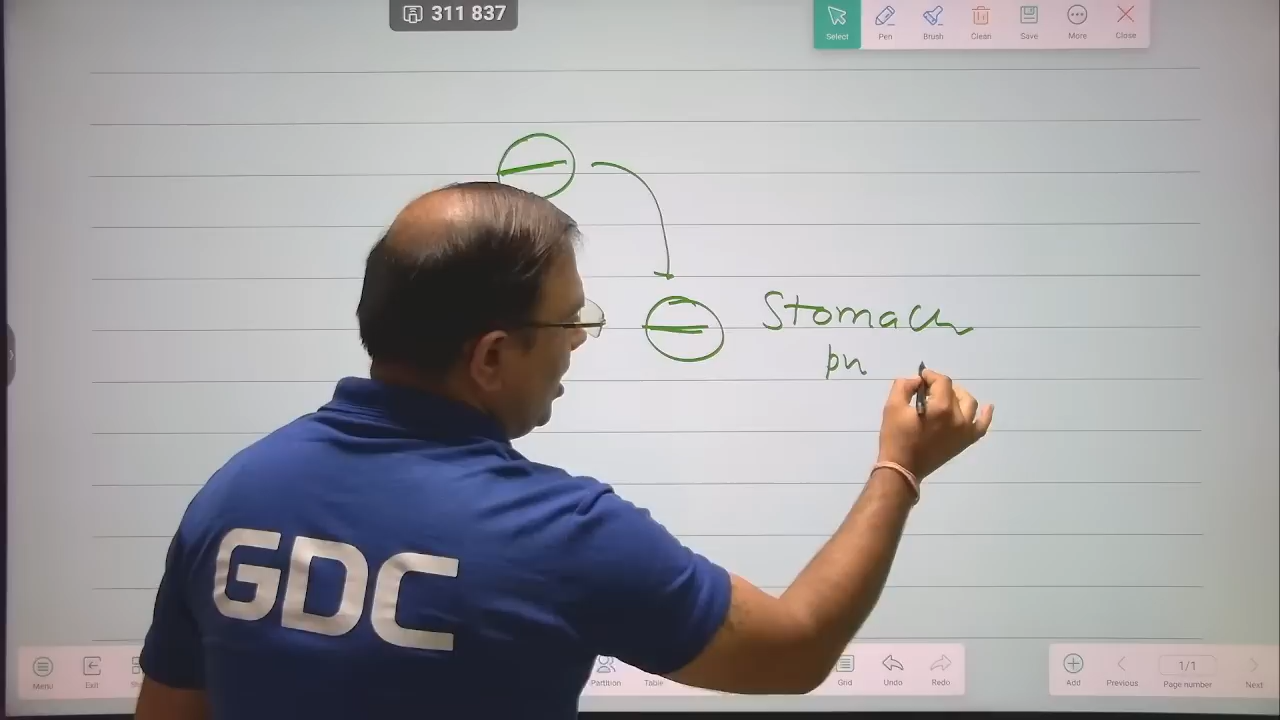 311 837
Select Pen Brush Clean Save More Close
Stomach
pH
GDC
Menu Exit Partition Table Grid Undo Redo Add Previous 1/1 Page number Next